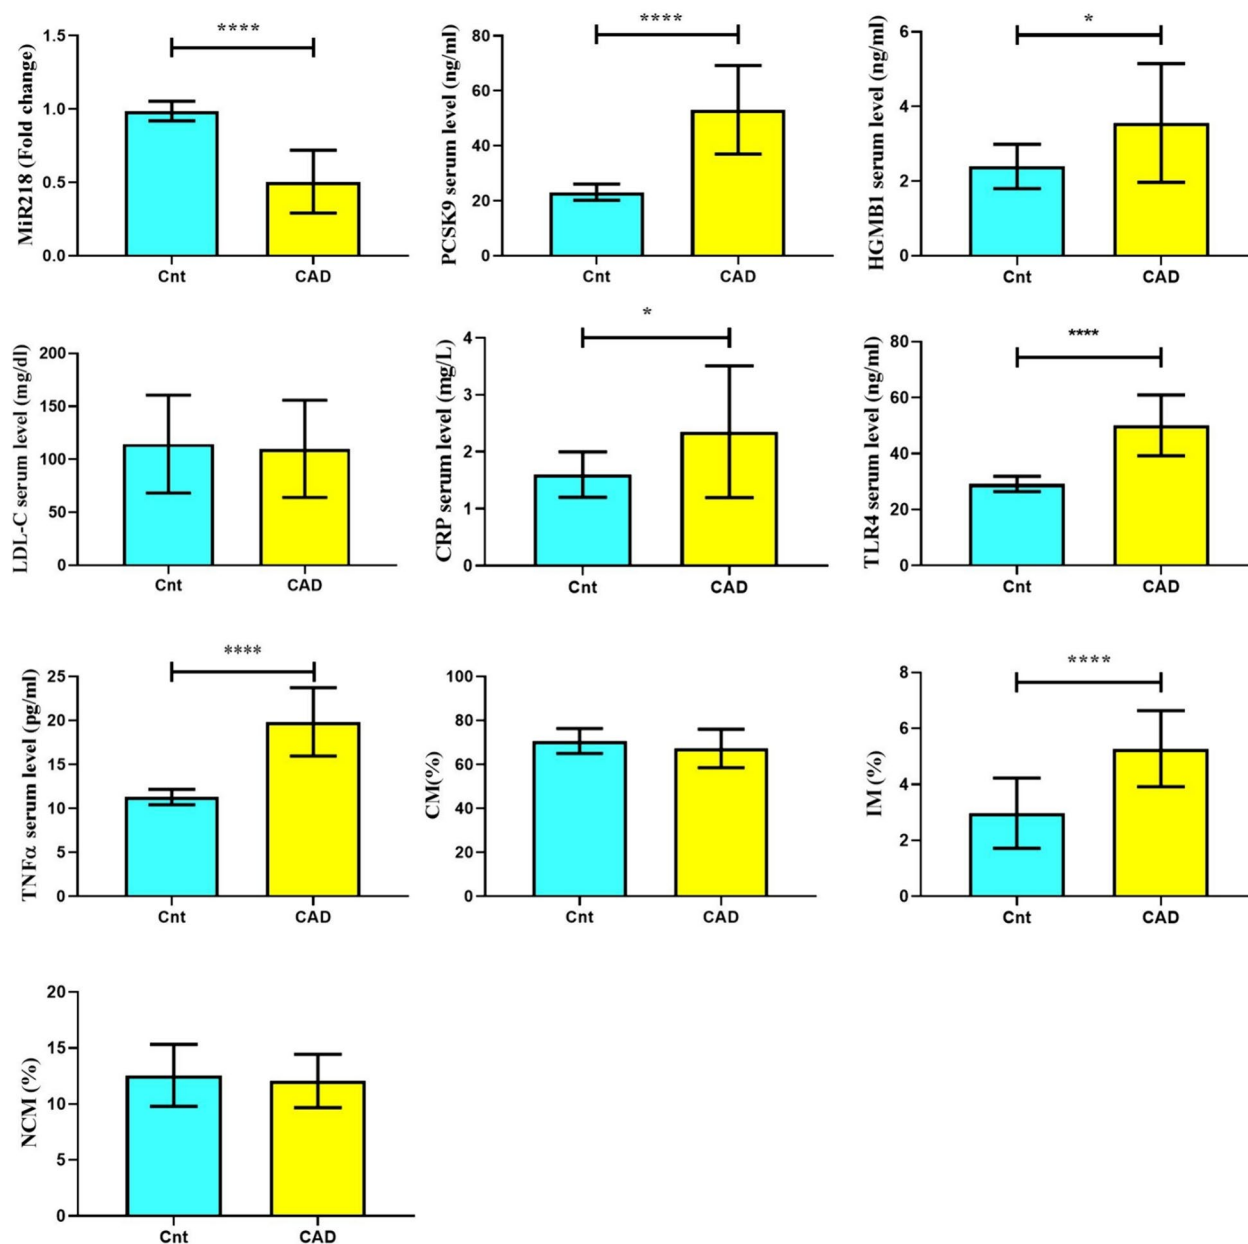 MiR218 (Fold change)
1.5
1.0
0.5
0.0
****
Cnt
CAD
PCSK9 serum level (ng/ml)
80
60
40
20
0
****
Cnt
CAD
HGMB1 serum level (ng/ml)
6
4
2
0
*
Cnt
CAD
LDL-C serum level (mg/dl)
200
150
100
50
0
Cnt
CAD
CRP serum level (mg/L)
4
3
2
1
0
*
Cnt
CAD
TLR4 serum level (ng/ml)
80
60
40
20
0
****
Cnt
CAD
TNFα serum level (pg/ml)
25
20
15
10
5
0
****
Cnt
CAD
CM(%)
100
80
60
40
20
0
Cnt
CAD
IM (%)
8
6
4
2
0
****
Cnt
CAD
NCM (%)
20
15
10
5
0
Cnt
CAD